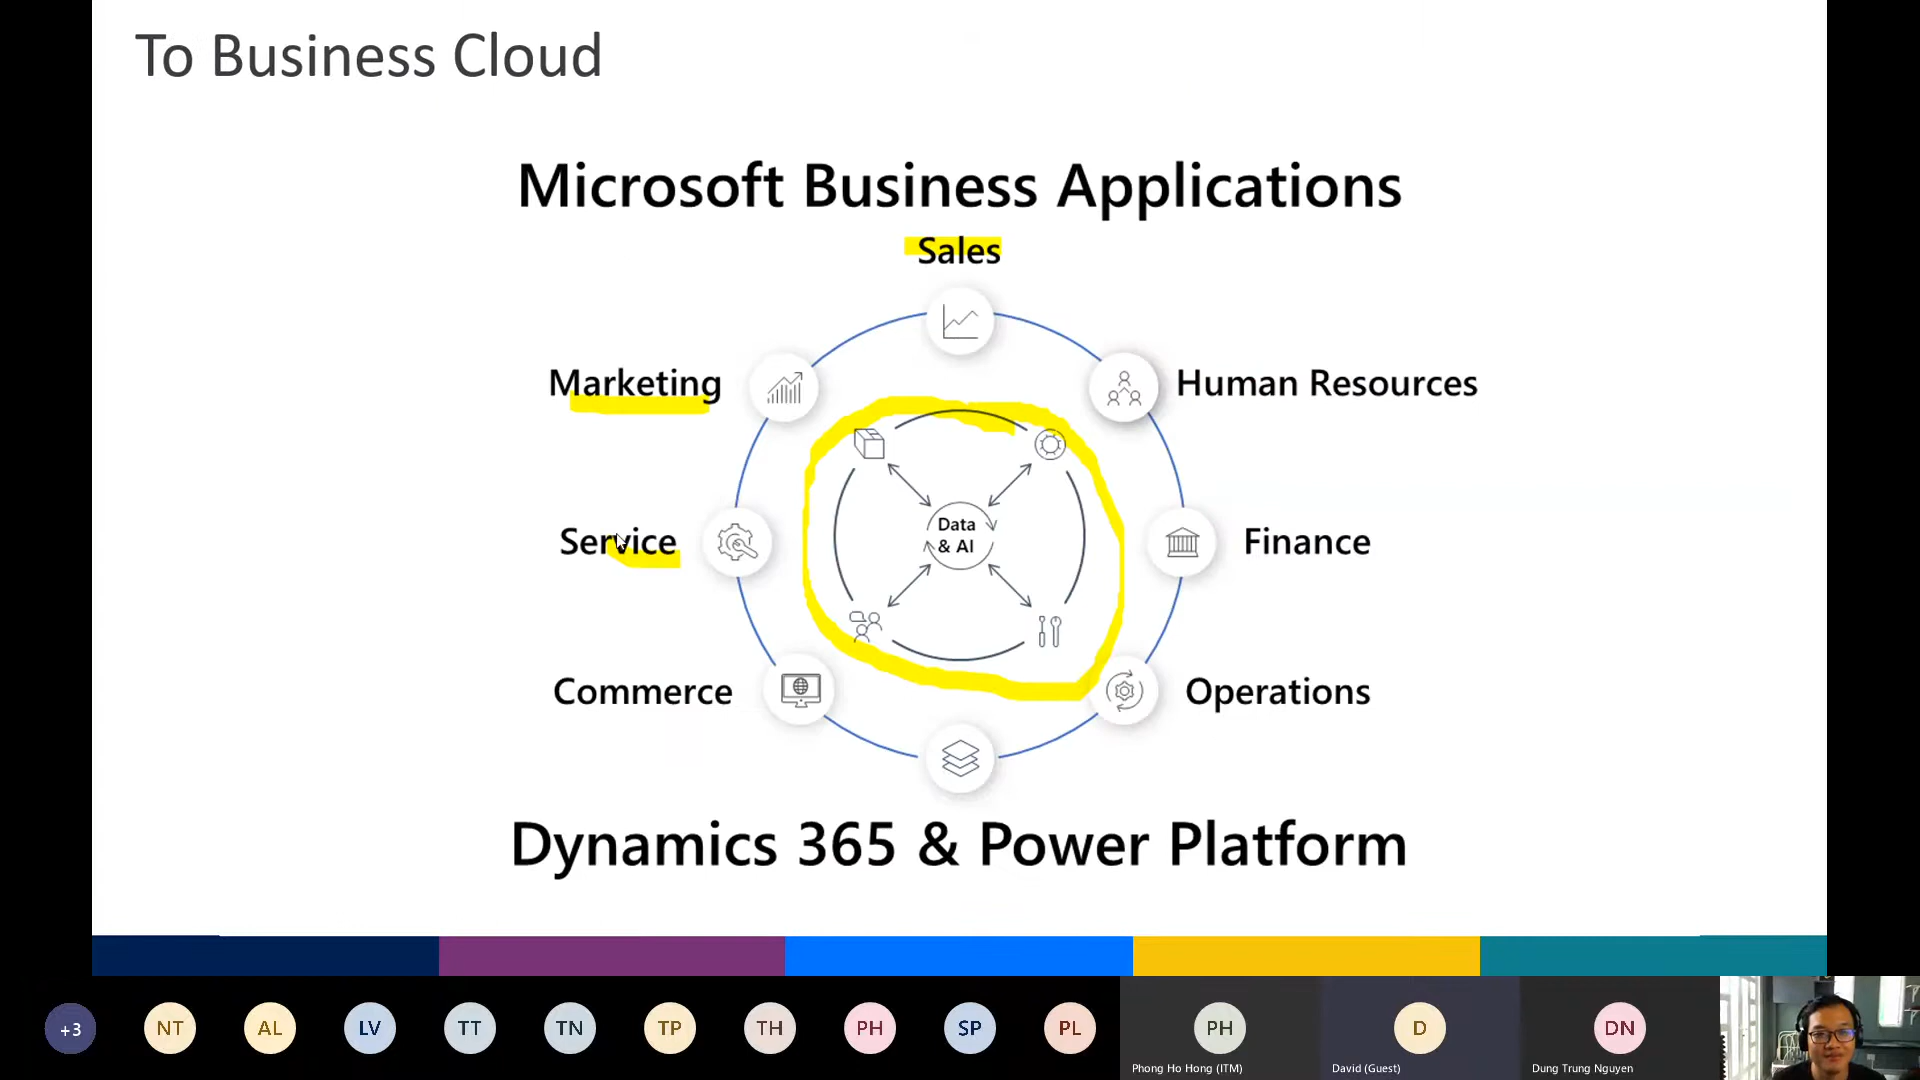 To Business Cloud
Microsoft Business Applications
Sales
Marketing
Human Resources
Data
& AI
Service
Finance
Commerce
Operations
Dynamics 365 & Power Platform
+3
NT
AL
LV
TT
TN
TP
TH
PH
SP
PL
PH
D
DN
Phong Ho Hong (ITM)
David (Guest)
Dung Trung Nguyen